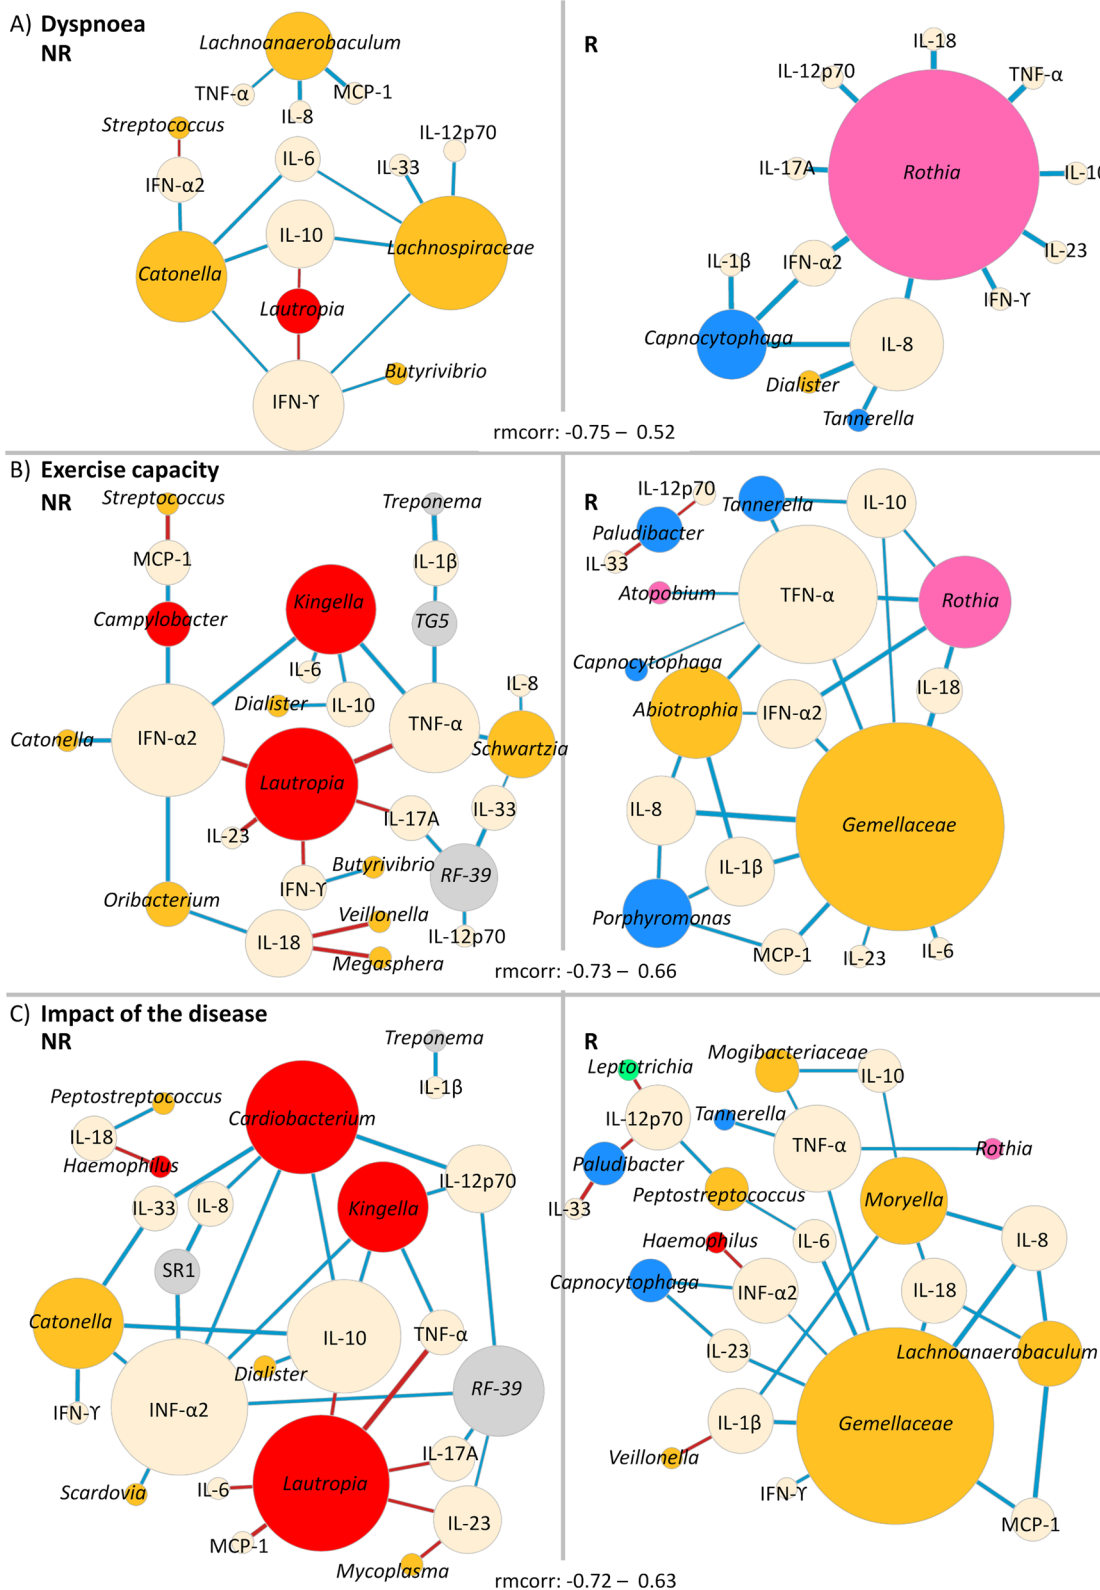 A) Dyspnoea
NR
Lachnoanaerobaculum
TNF-α
MCP-1
IL-8
Streptococcus
IL-12p70
IL-6
IL-33
IFN-α2
IL-10
Lachnospiraceae
Catonella
Lautropia
Butyrivibrio
IFN-ϒ
R
IL-18
IL-12p70
TNF-α
IL-17A
Rothia
IL-10
IL-23
IL-1β
IFN-α2
IFN-ϒ
Capnocytophaga
IL-8
Dialister
Tannerella
rmcorr: -0.75 – 0.52
B) Exercise capacity
NR
Streptococcus
Treponema
MCP-1
IL-1β
Kingella
Campylobacter
TG5
IL-6
IL-8
Dialister
IL-10
TNF-α
Catonella
IFN-α2
Schwartzia
Lautropia
IL-33
IL-17A
IL-23
Butyrivibrio
RF-39
IFN-ϒ
Oribacterium
Veillonella
IL-18
IL-12p70
Megasphera
R
IL-12p70
Tannerella
IL-10
Paludibacter
IL-33
Atopobium
TFN-α
Rothia
Capnocytophaga
IL-18
Abiotrophia
IFN-α2
IL-8
Gemellaceae
IL-1β
Porphyromonas
MCP-1
IL-23
IL-6
rmcorr: -0.73 – 0.66
C) Impact of the disease
NR
Treponema
IL-1β
Peptostreptococcus
Cardiobacterium
IL-18
Haemophilus
IL-12p70
IL-33
IL-8
Kingella
SR1
Catonella
IL-10
TNF-α
Dialister
RF-39
IFN-ϒ
INF-α2
IL-17A
Scardovia
IL-6
Lautropia
IL-23
MCP-1
Mycoplasma
R
Mogibacteriaceae
Leptotrichia
IL-10
IL-12p70
Tannerella
TNF-α
Rothia
Paludibacter
Peptostreptococcus
Moryella
IL-33
Haemophilus
IL-6
IL-8
Capnocytophaga
INF-α2
IL-18
IL-23
Lachnoanaerobaculum
IL-1β
Gemellaceae
Veillonella
IFN-ϒ
MCP-1
rmcorr: -0.72 – 0.63